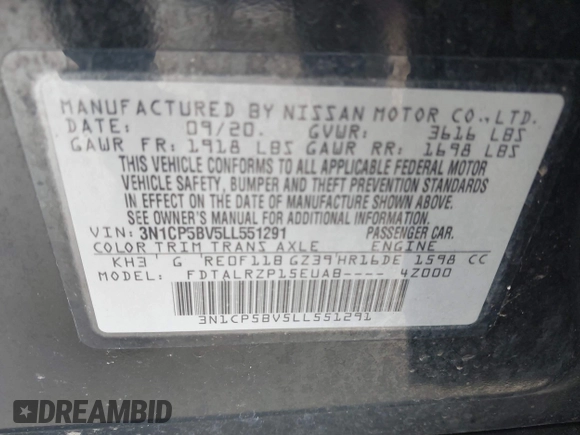 MANUFACTURED BY NISSAN MOTOR CO.,LTD.
DATE: 09/20. GVWR: 3616 LBS
GAWR FR: 1918 LBS GAWR RR: 1698 LBS
THIS VEHICLE CONFORMS TO ALL APPLICABLE FEDERAL MOTOR
VEHICLE SAFETY, BUMPER AND THEFT PREVENTION STANDARDS
IN EFFECT ON THE DATE OF MANUFACTURE SHOWN ABOVE.
SEE OWNER'S MANUAL FOR ADDITIONAL INFORMATION.
VIN: 3N1CP5BV5LL551291 PASSENGER CAR.
COLOR TRIM TRANS AXLE ENGINE
KH3 G RE0F11B GZ39 HR16DE 1598 CC
MODEL: FDTALRZP15EUAB---- 4Z000
3N1CP5BV5LL551291
DREAMBID